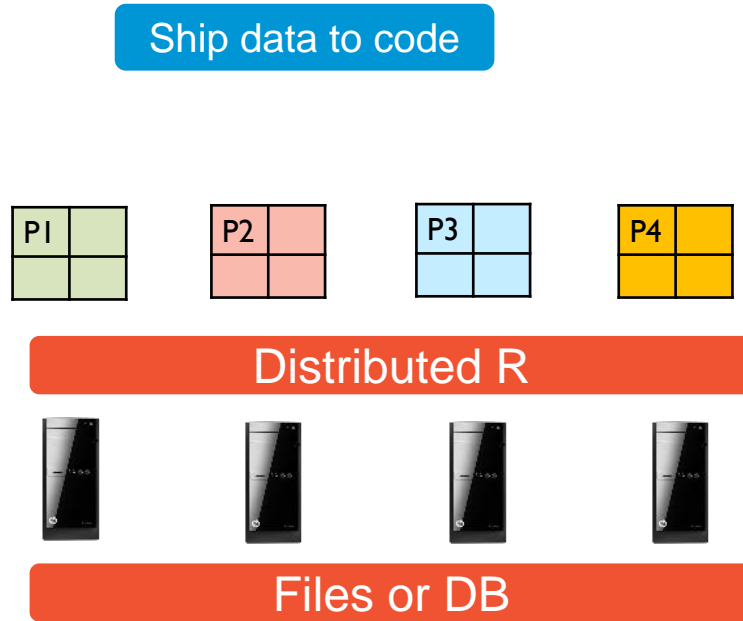 Ship data to code
P1 P2 P3 P4
Distributed R
Files or DB